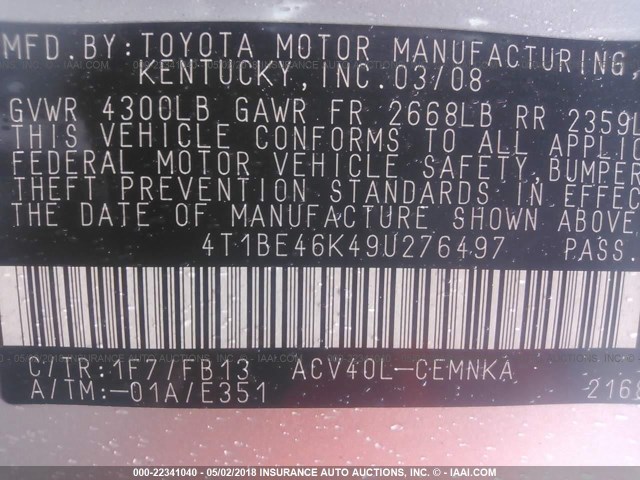 MFD. BY: TOYOTA MOTOR MANUFACTURING,
KENTUCKY, INC. 03/08
GVWR 4300LB GAWR FR 2668LB RR 2359L
THIS VEHICLE CONFORMS TO ALL APPLIC
FEDERAL MOTOR VEHICLE SAFETY, BUMPER
THEFT PREVENTION STANDARDS IN EFFEC
THE DATE OF MANUFACTURE SHOWN ABOVE
4T1BE46K49U276497 PASS.
C/TR: 1F7/FB13 ACV40L-CEMNKA
A/TM: -01A/E351 2168
000-22341040 - 05/02/2018 INSURANCE AUTO AUCTIONS INC. - © IAAI.COM